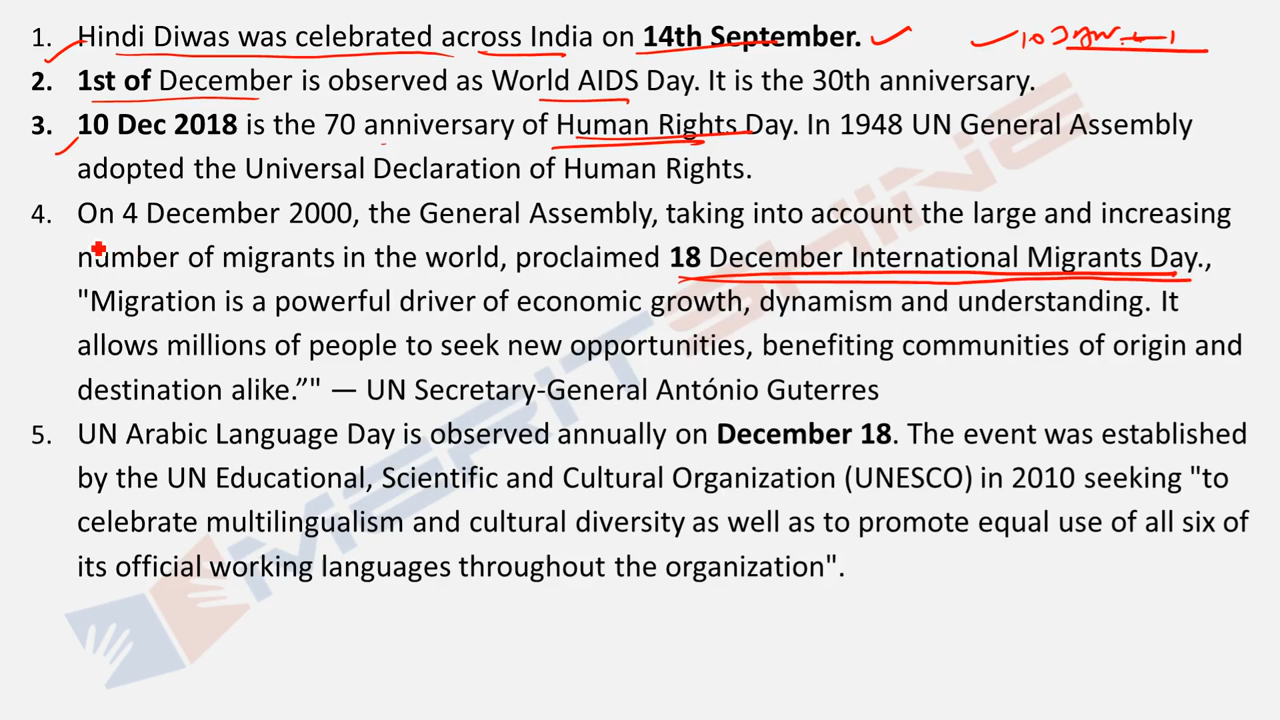 1. Hindi Diwas was celebrated across India on 14th September.
2. 1st of December is observed as World AIDS Day. It is the 30th anniversary.
3. 10 Dec 2018 is the 70 anniversary of Human Rights Day. In 1948 UN General Assembly
adopted the Universal Declaration of Human Rights.
4. On 4 December 2000, the General Assembly, taking into account the large and increasing
number of migrants in the world, proclaimed 18 December International Migrants Day.,
"Migration is a powerful driver of economic growth, dynamism and understanding. It
allows millions of people to seek new opportunities, benefiting communities of origin and
destination alike.”" — UN Secretary-General António Guterres
5. UN Arabic Language Day is observed annually on December 18. The event was established
by the UN Educational, Scientific and Cultural Organization (UNESCO) in 2010 seeking "to
celebrate multilingualism and cultural diversity as well as to promote equal use of all six of
its official working languages throughout the organization".
MERITSHINE